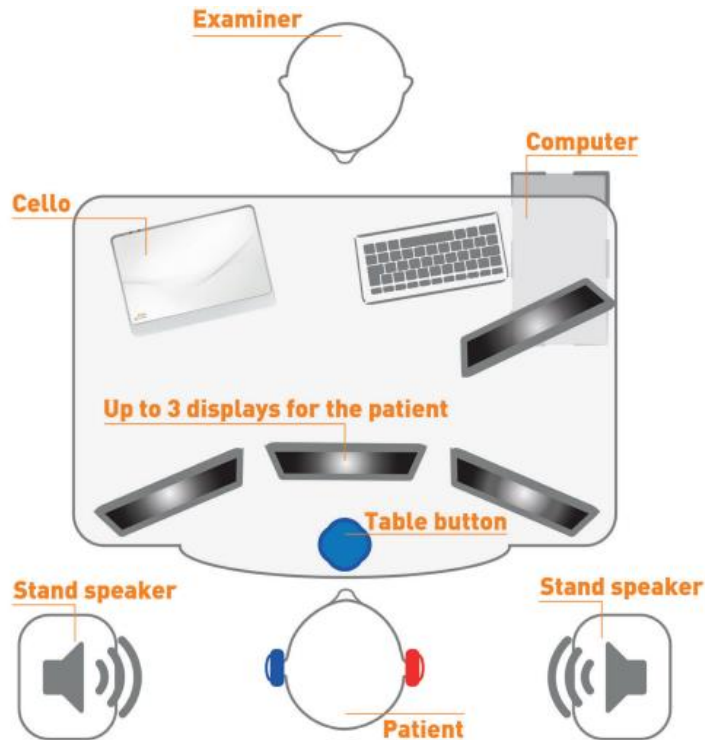 Examiner
Computer
Cello
Up to 3 displays for the patient
Table button
Stand speaker
Stand speaker
Patient